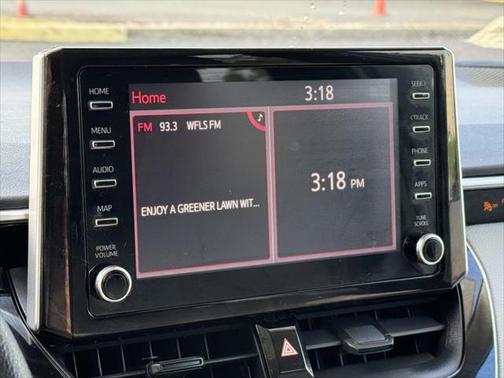 HOME
MENU
AUDIO
MAP
POWER
VOLUME
Home
3:18
FM 93.3 WFLS FM
ENJOY A GREENER LAWN WIT...
3:18 PM
SEEK>
TRACK
PHONE
APPS
TUNE
SCROLL